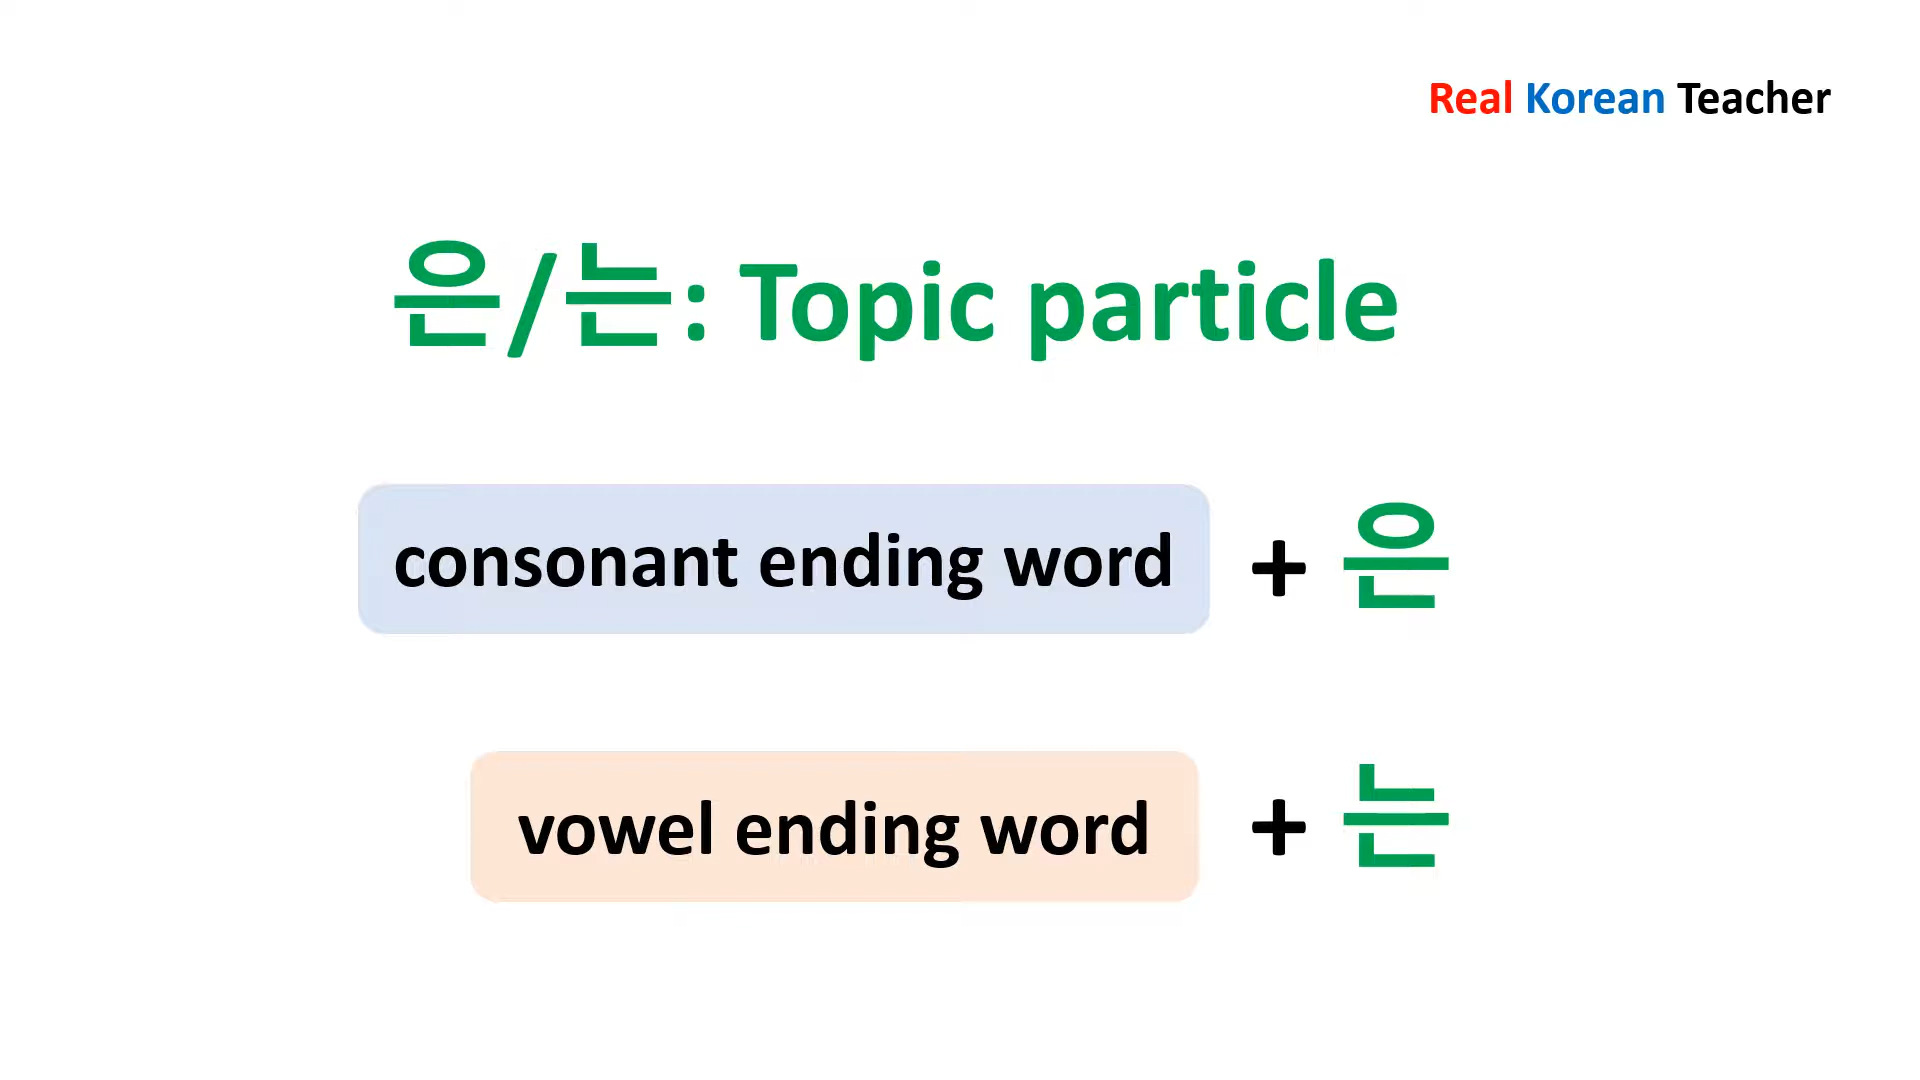 Real Korean Teacher
은/는: Topic particle
consonant ending word + 은
vowel ending word + 는